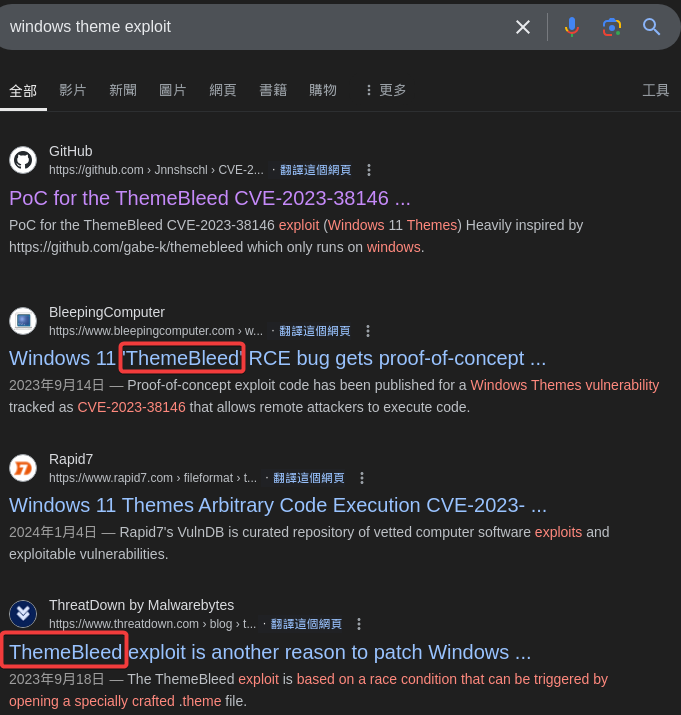 windows theme exploit
全部 影片 新聞 圖片 網頁 書籍 購物 更多 工具
GitHub
https://github.com › Jnnshschl › CVE-2... · 翻譯這個網頁
PoC for the ThemeBleed CVE-2023-38146 ...
PoC for the ThemeBleed CVE-2023-38146 exploit (Windows 11 Themes) Heavily inspired by
https://github.com/gabe-k/themebleed which only runs on windows.
BleepingComputer
https://www.bleepingcomputer.com › w... · 翻譯這個網頁
Windows 11 'ThemeBleed' RCE bug gets proof-of-concept ...
2023年9月14日 — Proof-of-concept exploit code has been published for a Windows Themes vulnerability
tracked as CVE-2023-38146 that allows remote attackers to execute code.
Rapid7
https://www.rapid7.com › fileformat › t... · 翻譯這個網頁
Windows 11 Themes Arbitrary Code Execution CVE-2023- ...
2024年1月4日 — Rapid7's VulnDB is curated repository of vetted computer software exploits and
exploitable vulnerabilities.
ThreatDown by Malwarebytes
https://www.threatdown.com › blog › t... · 翻譯這個網頁
ThemeBleed exploit is another reason to patch Windows ...
2023年9月18日 — The ThemeBleed exploit is based on a race condition that can be triggered by
opening a specially crafted .theme file.